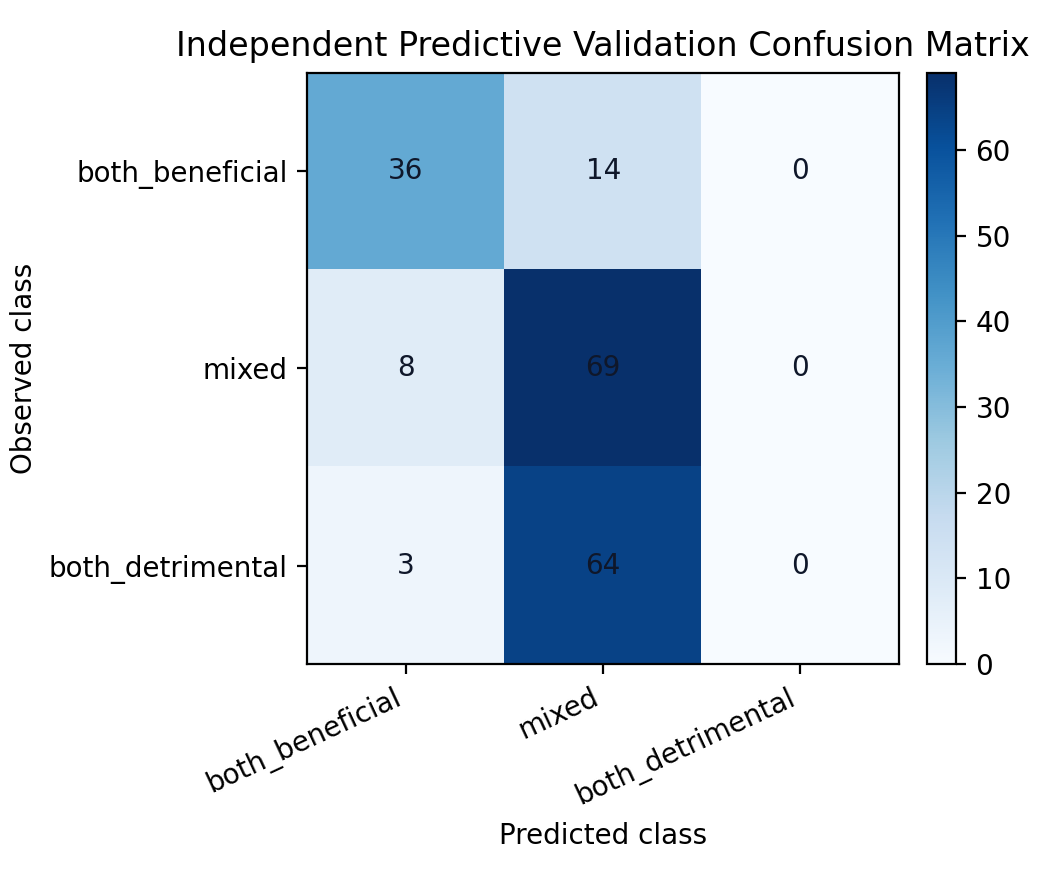 Independent Predictive Validation Confusion Matrix
Observed class
both_beneficial
36
14
0
mixed
8
69
0
both_detrimental
3
64
0
both_beneficial
mixed
both_detrimental
Predicted class
60
50
40
30
20
10
0